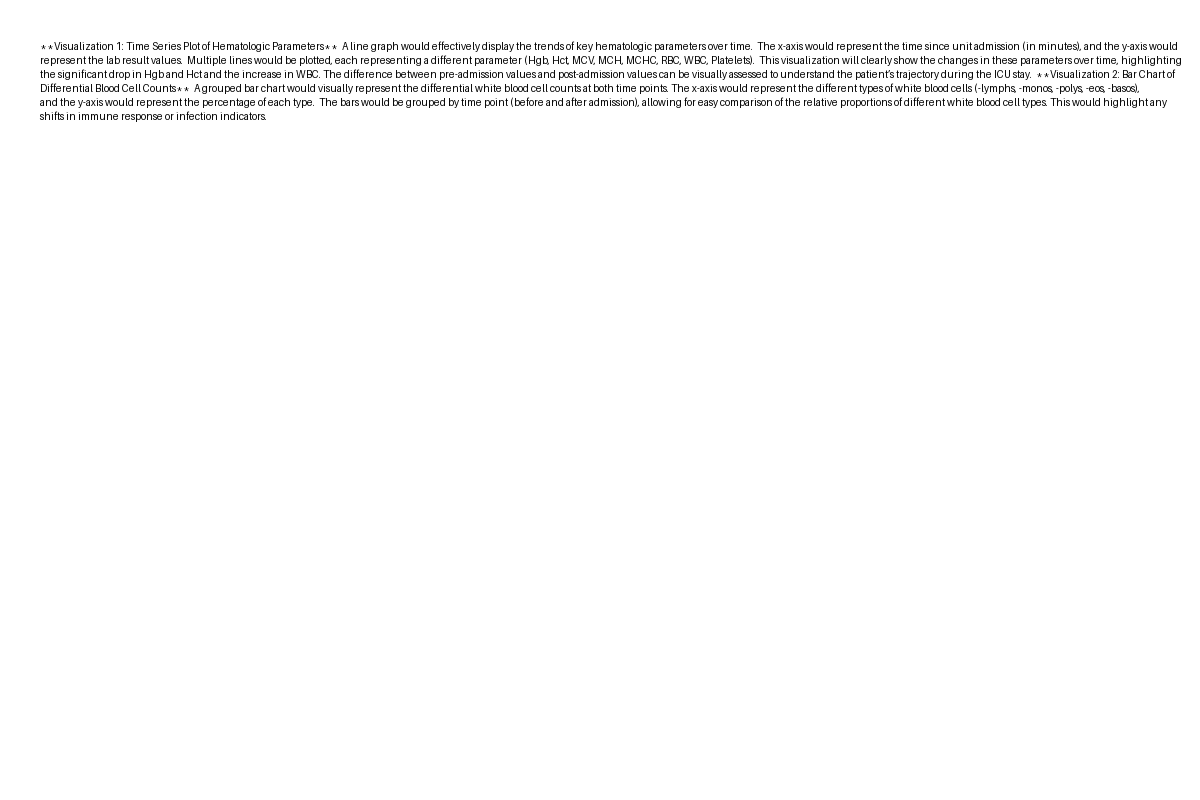 **Visualization 1: Time Series Plot of Hematologic Parameters** A line graph would effectively display the trends of key hematologic parameters over time. The x-axis would represent the time since unit admission (in minutes), and the y-axis would
represent the lab result values. Multiple lines would be plotted, each representing a different parameter (Hgb, Hct, MCV, MCH, MCHC, RBC, WBC, Platelets). This visualization will clearly show the changes in these parameters over time, highlighting
the significant drop in Hgb and Hct and the increase in WBC. The difference between pre-admission values and post-admission values can be visually assessed to understand the patient's trajectory during the ICU stay. **Visualization 2: Bar Chart of
Differential Blood Cell Counts** A grouped bar chart would visually represent the differential white blood cell counts at both time points. The x-axis would represent the different types of white blood cells (-lymphs, -monos, -polys, -eos, -basos),
and the y-axis would represent the percentage of each type. The bars would be grouped by time point (before and after admission), allowing for easy comparison of the relative proportions of different white blood cell types. This would highlight any
shifts in immune response or infection indicators.